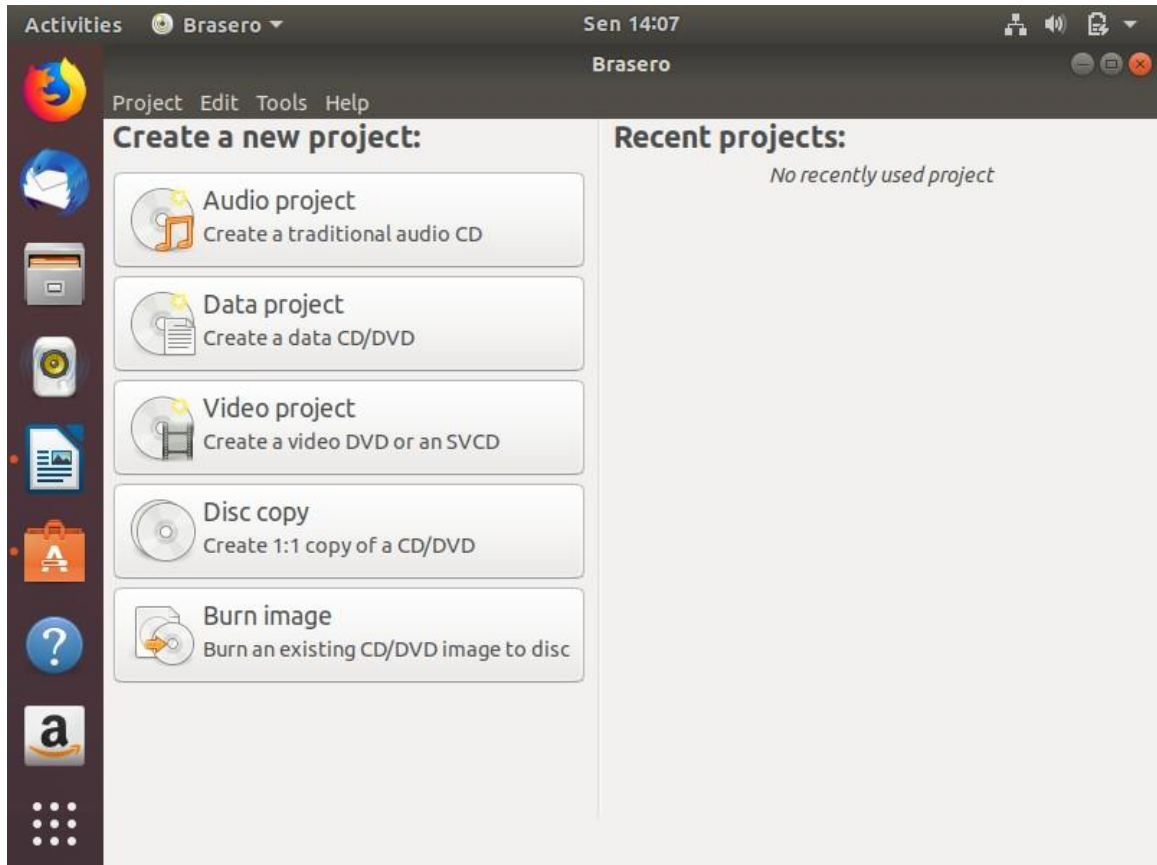 Activities Brasero Sen 14:07
Brasero
Project Edit Tools Help
Create a new project:
Audio project
Create a traditional audio CD
Data project
Create a data CD/DVD
Video project
Create a video DVD or an SVCD
Disc copy
Create 1:1 copy of a CD/DVD
Burn image
Burn an existing CD/DVD image to disc
Recent projects:
No recently used project